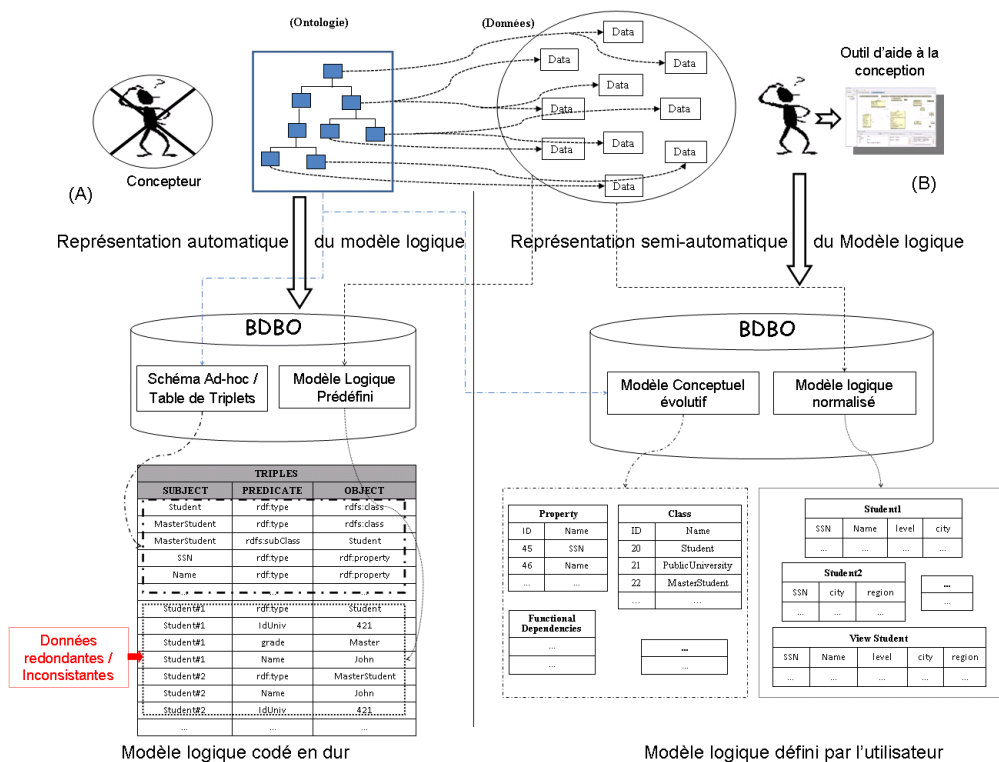 (Ontologie)
(Données)
Data
Data
Data
Data
Data
Data
Data
Data
Data
Data
Outil d'aide à la
conception
Concepteur
(A)
(B)
Représentation automatique du modèle logique
Représentation semi-automatique du Modèle logique
BDBO
Schéma Ad-hoc /
Table de Triplets
Modèle Logique
Prédéfini
BDBO
Modèle Conceptuel
évolutif
Modèle logique
normalisé
TRIPLES
SUBJECT PREDICATE OBJECT
Student rdf:type rdfs:class
MasterStudent rdf:type rdfs:class
MasterStudent rdfs:subClass Student
SSN rdf:type rdf:property
Name rdf:type rdf:property
... ... ...
Student#1 rdf:type Student
Student#1 IdUniv 421
Student#1 grade Master
Student#1 Name John
Student#2 rdf:type MasterStudent
Student#2 Name John
Student#2 IdUniv 421
... ... ...
Données
redondantes /
Inconsistantes
Property
ID Name
45 SSN
46 Name
... ...
Class
ID Name
20 Student
21 PublicUniversity
22 MasterStudent
... ...
Functional
Dependencies
...
...
...
Student1
SSN Name level city
... ... ... ...
Student2
SSN city region
... ... ...
...
...
View Student
SSN Name level city region
... ... ... ... ...
Modèle logique codé en dur
Modèle logique défini par l'utilisateur